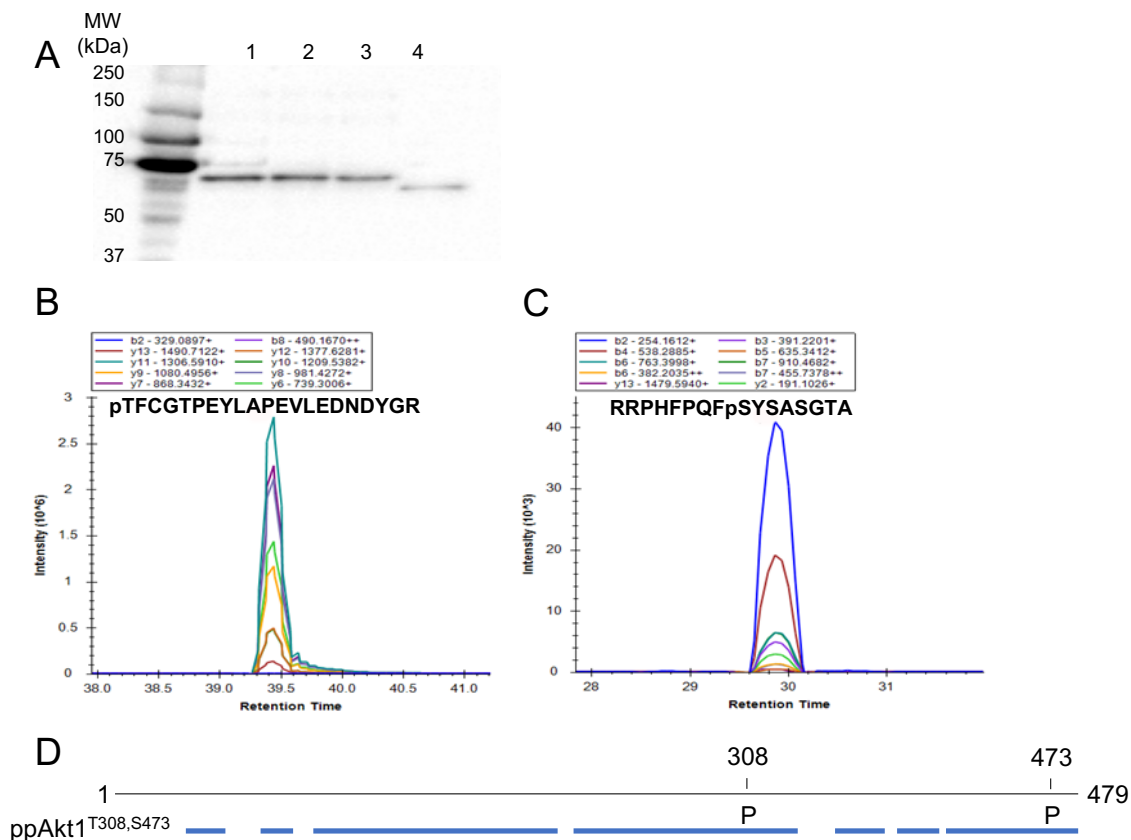 A
MW
(kDa)
1 2 3 4
250
150
100
75
50
37
B
b2 - 329.0897+ b8 - 490.1670++
y13 - 1490.7122+ y12 - 1377.6281+
y11 - 1306.5910+ y10 - 1209.5382+
y9 - 1080.4956+ y8 - 981.4272+
y7 - 868.3432+ y6 - 739.3006+
pTFCGTPEYLAPEVLEDNDYGR
Intensity (10^6)
3
2.5
2
1.5
1
0.5
0
38.0 38.5 39.0 39.5 40.0 40.5 41.0
Retention Time
C
b2 - 254.1612+ b3 - 391.2201+
b4 - 538.2885+ b5 - 635.3412+
b6 - 763.3998+ b7 - 910.4682+
b6 - 382.2035++ b7 - 455.7378++
y13 - 1479.5940+ y2 - 191.1026+
RRPHFPQFpSYSASGTA
Intensity (10^3)
40
30
20
10
0
28 29 30 31
Retention Time
D
308 473
1 479
P P
ppAkt1T308,S473